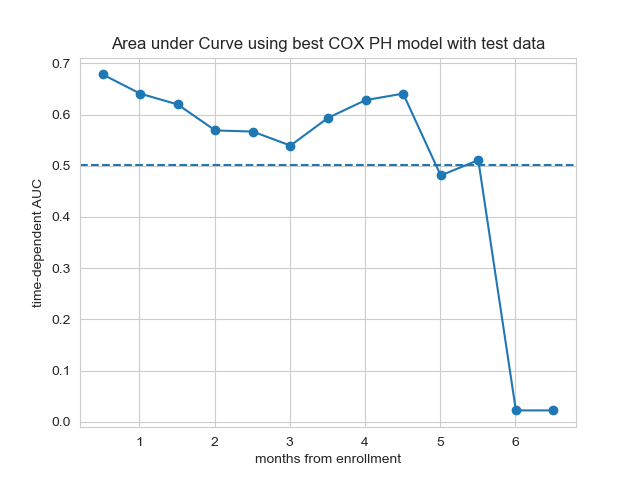 Area under Curve using best COX PH model with test data
time-dependent AUC
0.7
0.6
0.5
0.4
0.3
0.2
0.1
0.0
1 2 3 4 5 6
months from enrollment